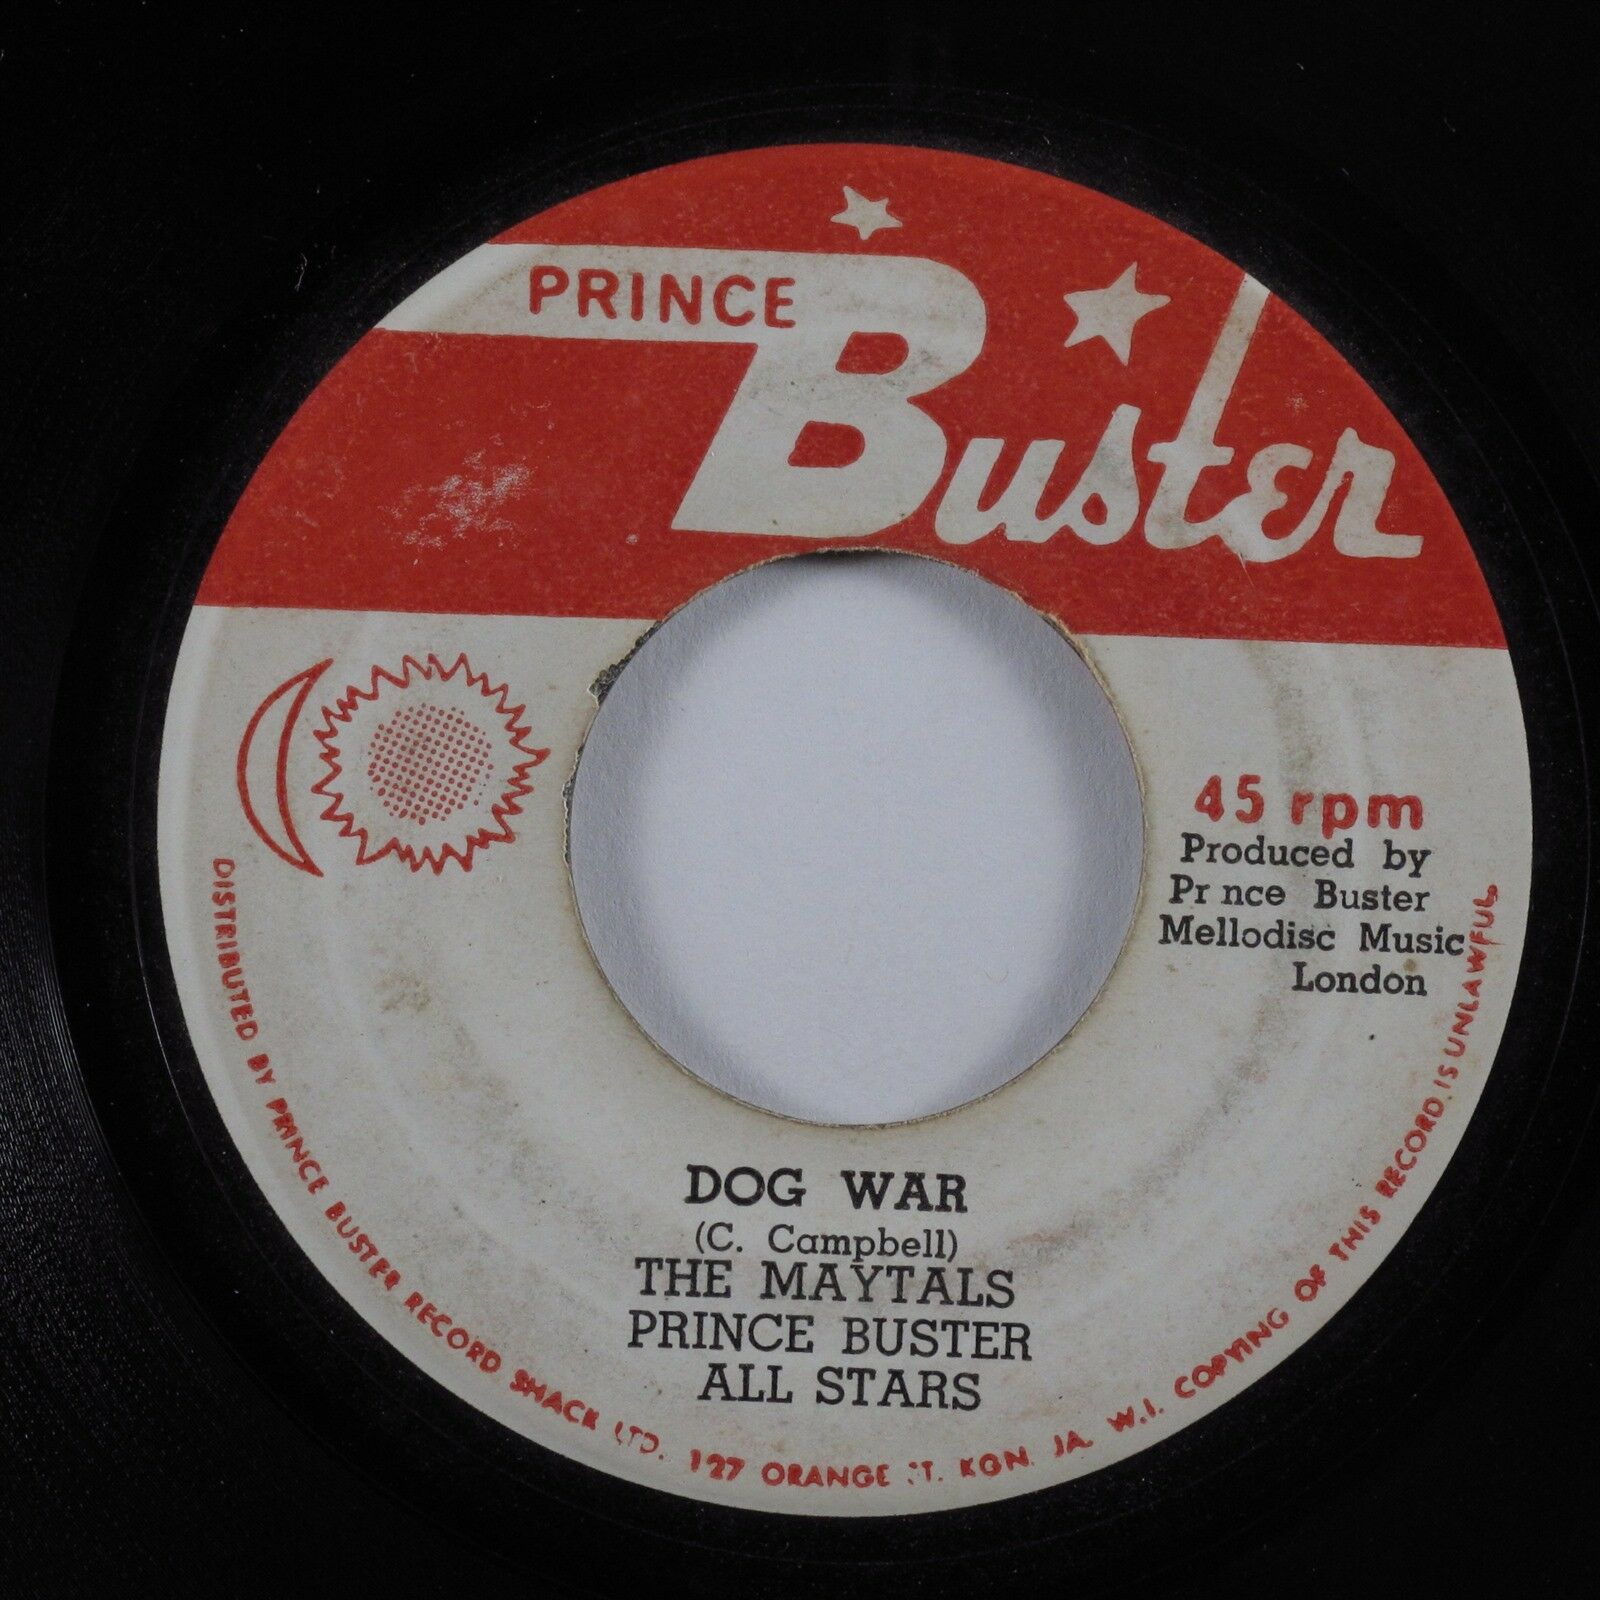 PRINCE
Buster
45 rpm
Produced by
Pr nce Buster
Mellodisc Music
London
DOG WAR
(C. Campbell)
THE MAYTALS
PRINCE BUSTER
ALL STARS
DISTRIBUTED BY PRINCE BUSTER RECORD SHACK LTD. 127 ORANGE ST. KGN. JA. W.I. COPYING OF THIS RECORD IS UNLAWFUL.